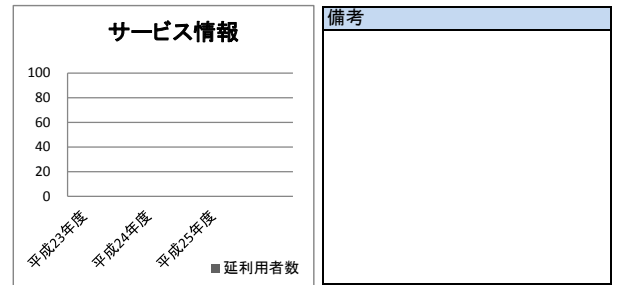 サービス情報
100
80
60
40
20
0
平成23年度
平成24年度
平成25年度
延利用者数
備考